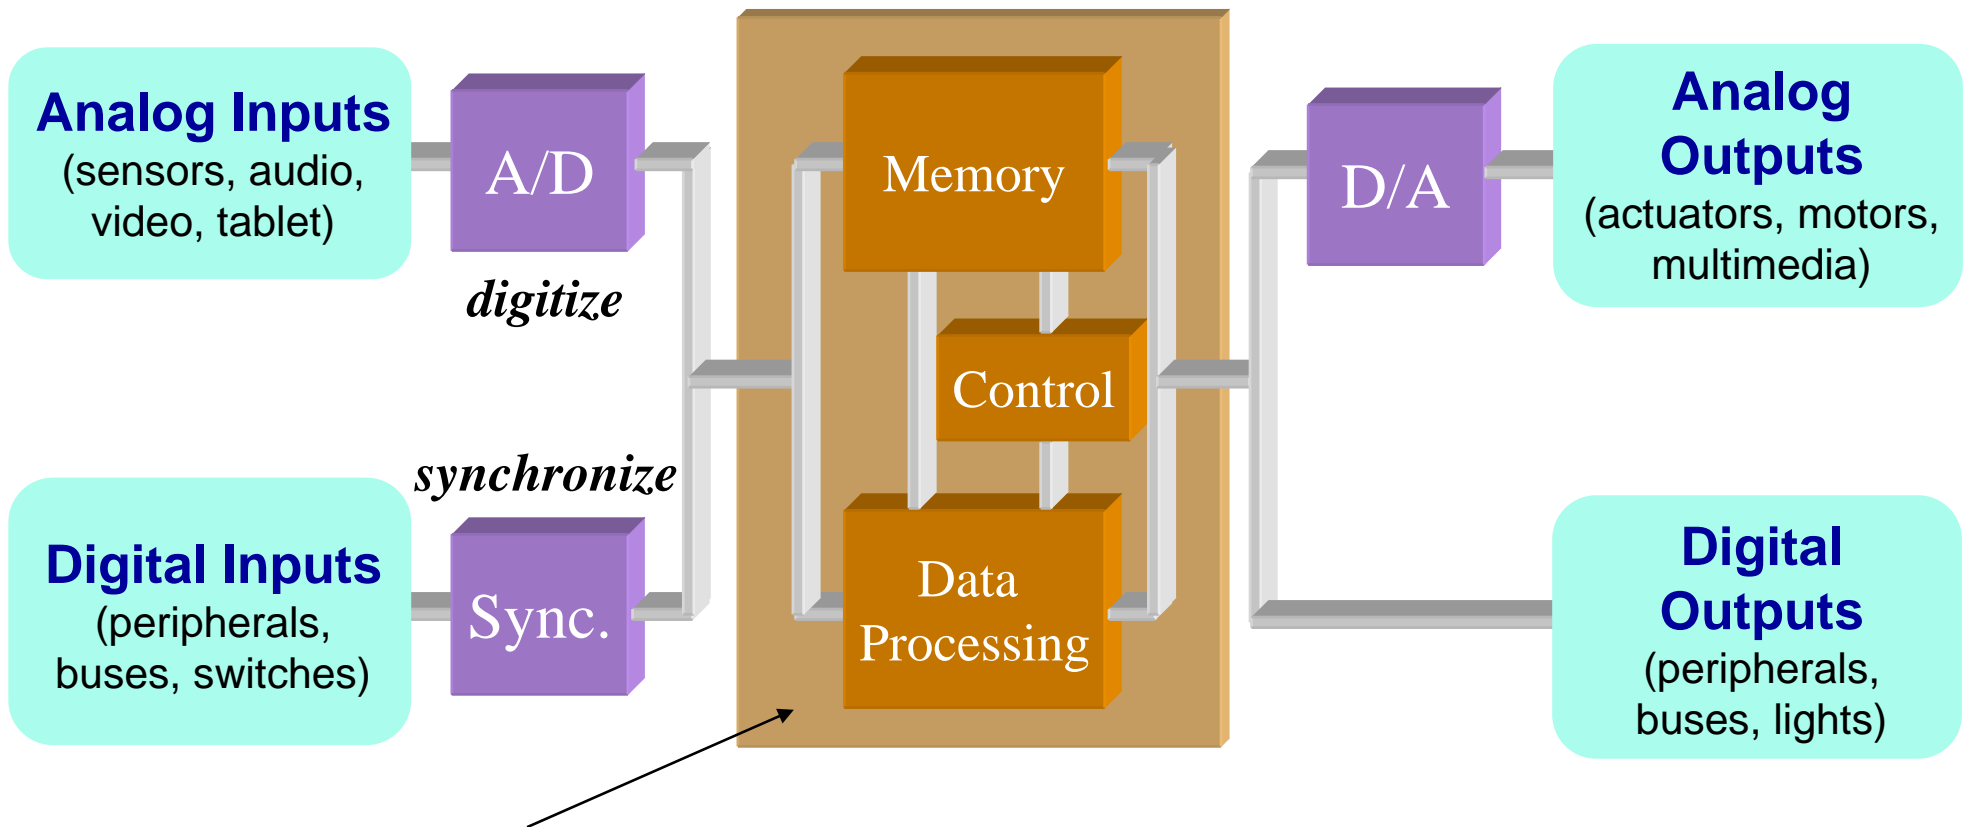 Analog Inputs
(sensors, audio,
video, tablet)
A/D
digitize
Memory
D/A
Analog
Outputs
(actuators, motors,
multimedia)
Control
synchronize
Digital Inputs
(peripherals,
buses, switches)
Sync.
Data
Processing
Digital
Outputs
(peripherals,
buses, lights)